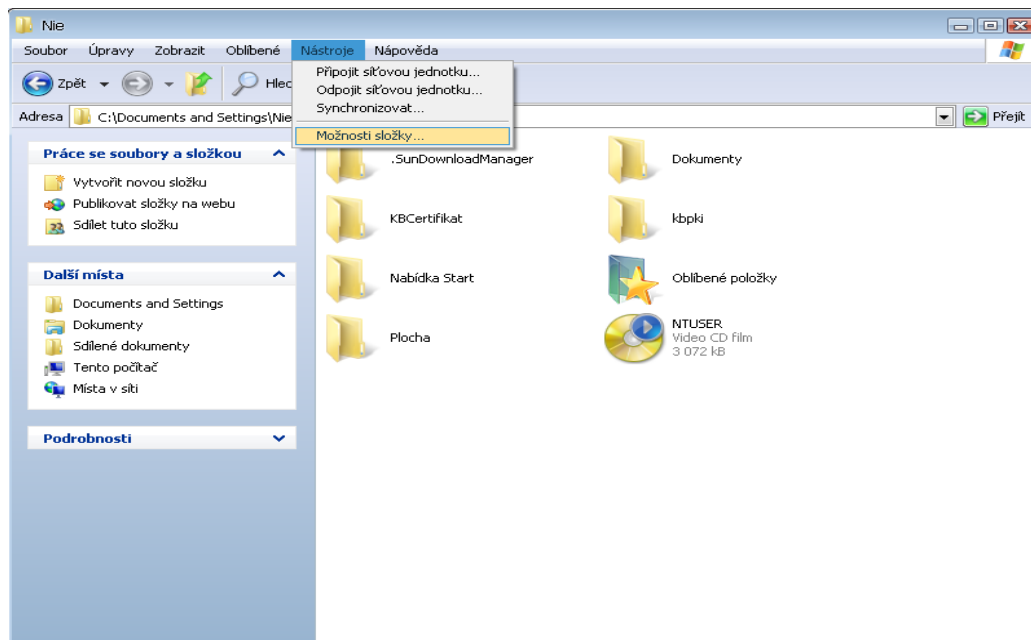 Nie
Soubor Úpravy Zobrazit Oblíbené Nástroje Nápověda
Zpět Hlec
Připojit síťovou jednotku...
Odpojit síťovou jednotku...
Synchronizovat...
Možnosti složky...
Adresa C:\Documents and Settings\Nie Přejít
Práce se soubory a složkou
Vytvořit novou složku
Publikovat složky na webu
Sdílet tuto složku
Další místa
Documents and Settings
Dokumenty
Sdílené dokumenty
Tento počítač
Místa v síti
Podrobnosti
.SunDownloadManager
Dokumenty
KBCertifikat
kbpki
Nabídka Start
Oblíbené položky
Plocha
NTUSER
Video CD film
3 072 kB